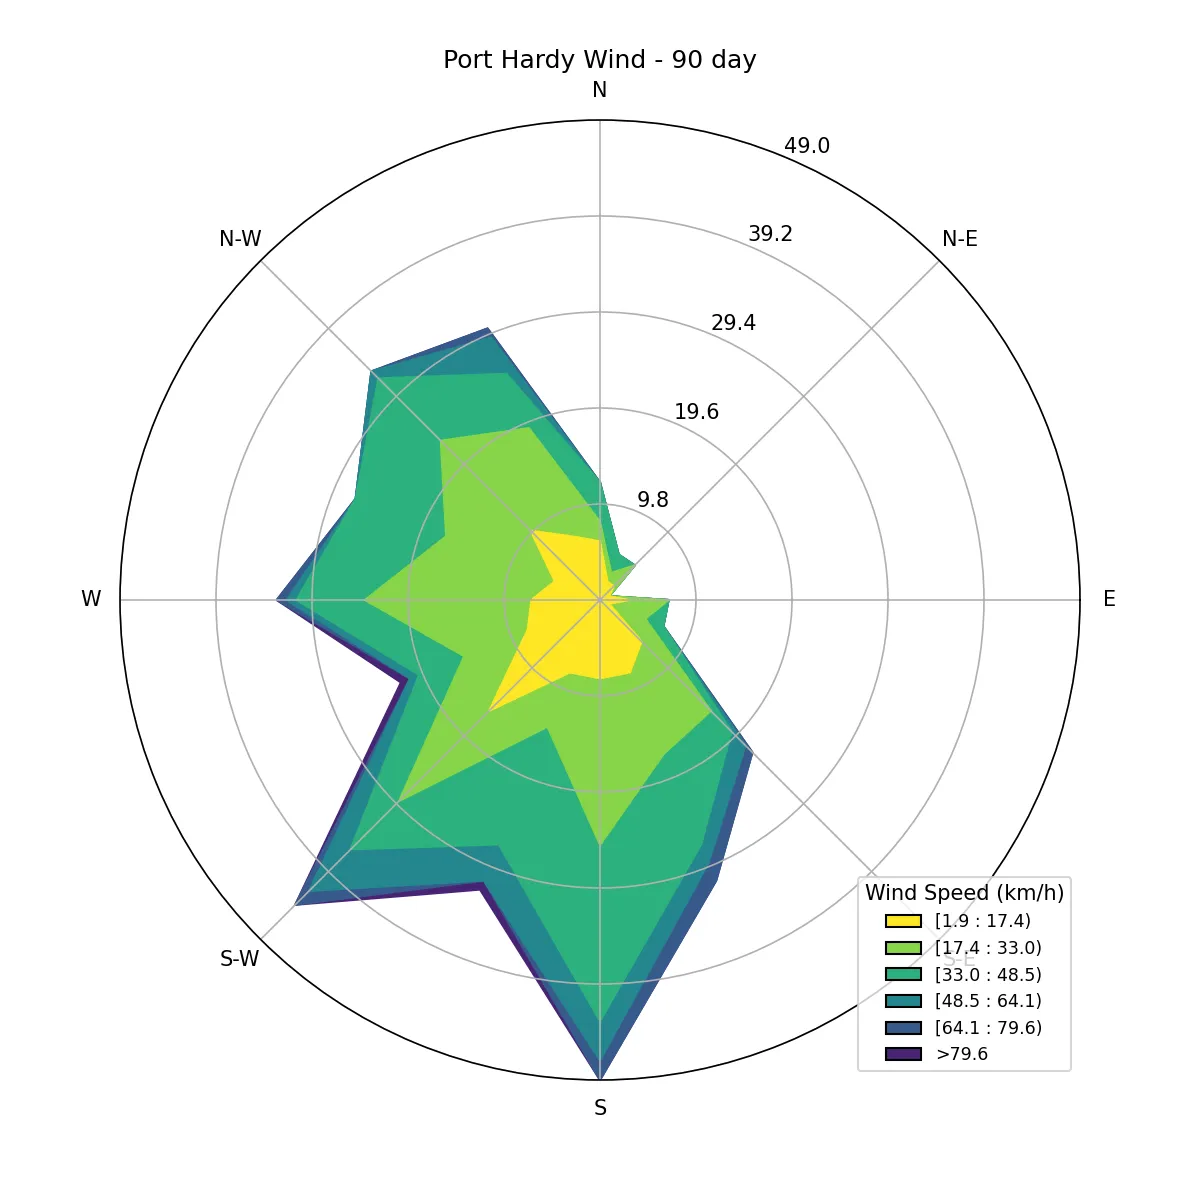 Port Hardy Wind - 90 day
N
49.0
39.2
N-W
N-E
29.4
19.6
9.8
W
E
Wind Speed (km/h)
[1.9 : 17.4)
[17.4 : 33.0)
S-W
S-E
[33.0 : 48.5)
[48.5 : 64.1)
[64.1 : 79.6)
>79.6
S